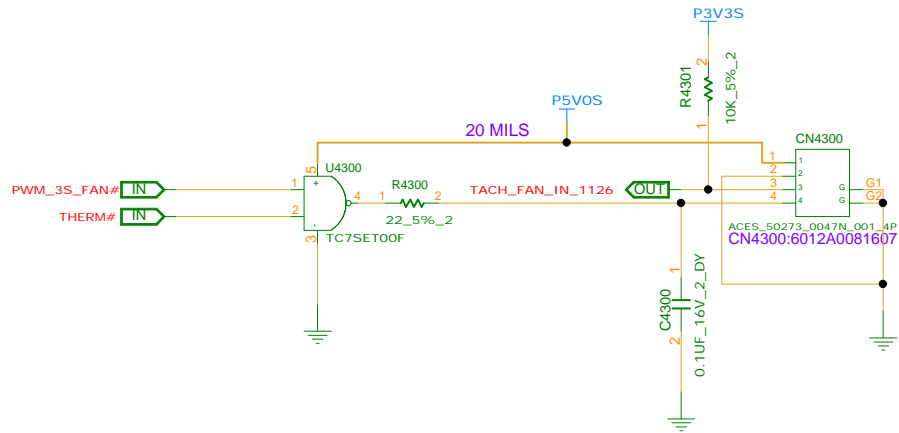 P3V3S
2
R4301
10K_5%_2
1
P5V0S
20 MILS
CN4300
5
U4300
1
1
2
2
PWM_3S_FAN#
IN
1
+
4
R4300
TACH_FAN_IN_1126
OUT
3
3
G
G1
1
2
4
4
G
G2
THERM#
IN
2
-
22_5%_2
3
TC7SET00F
ACES_50273_0047N_001_4P
CN4300:6012A0081607
1
C4300
2
0.1UF_16V_2_DY